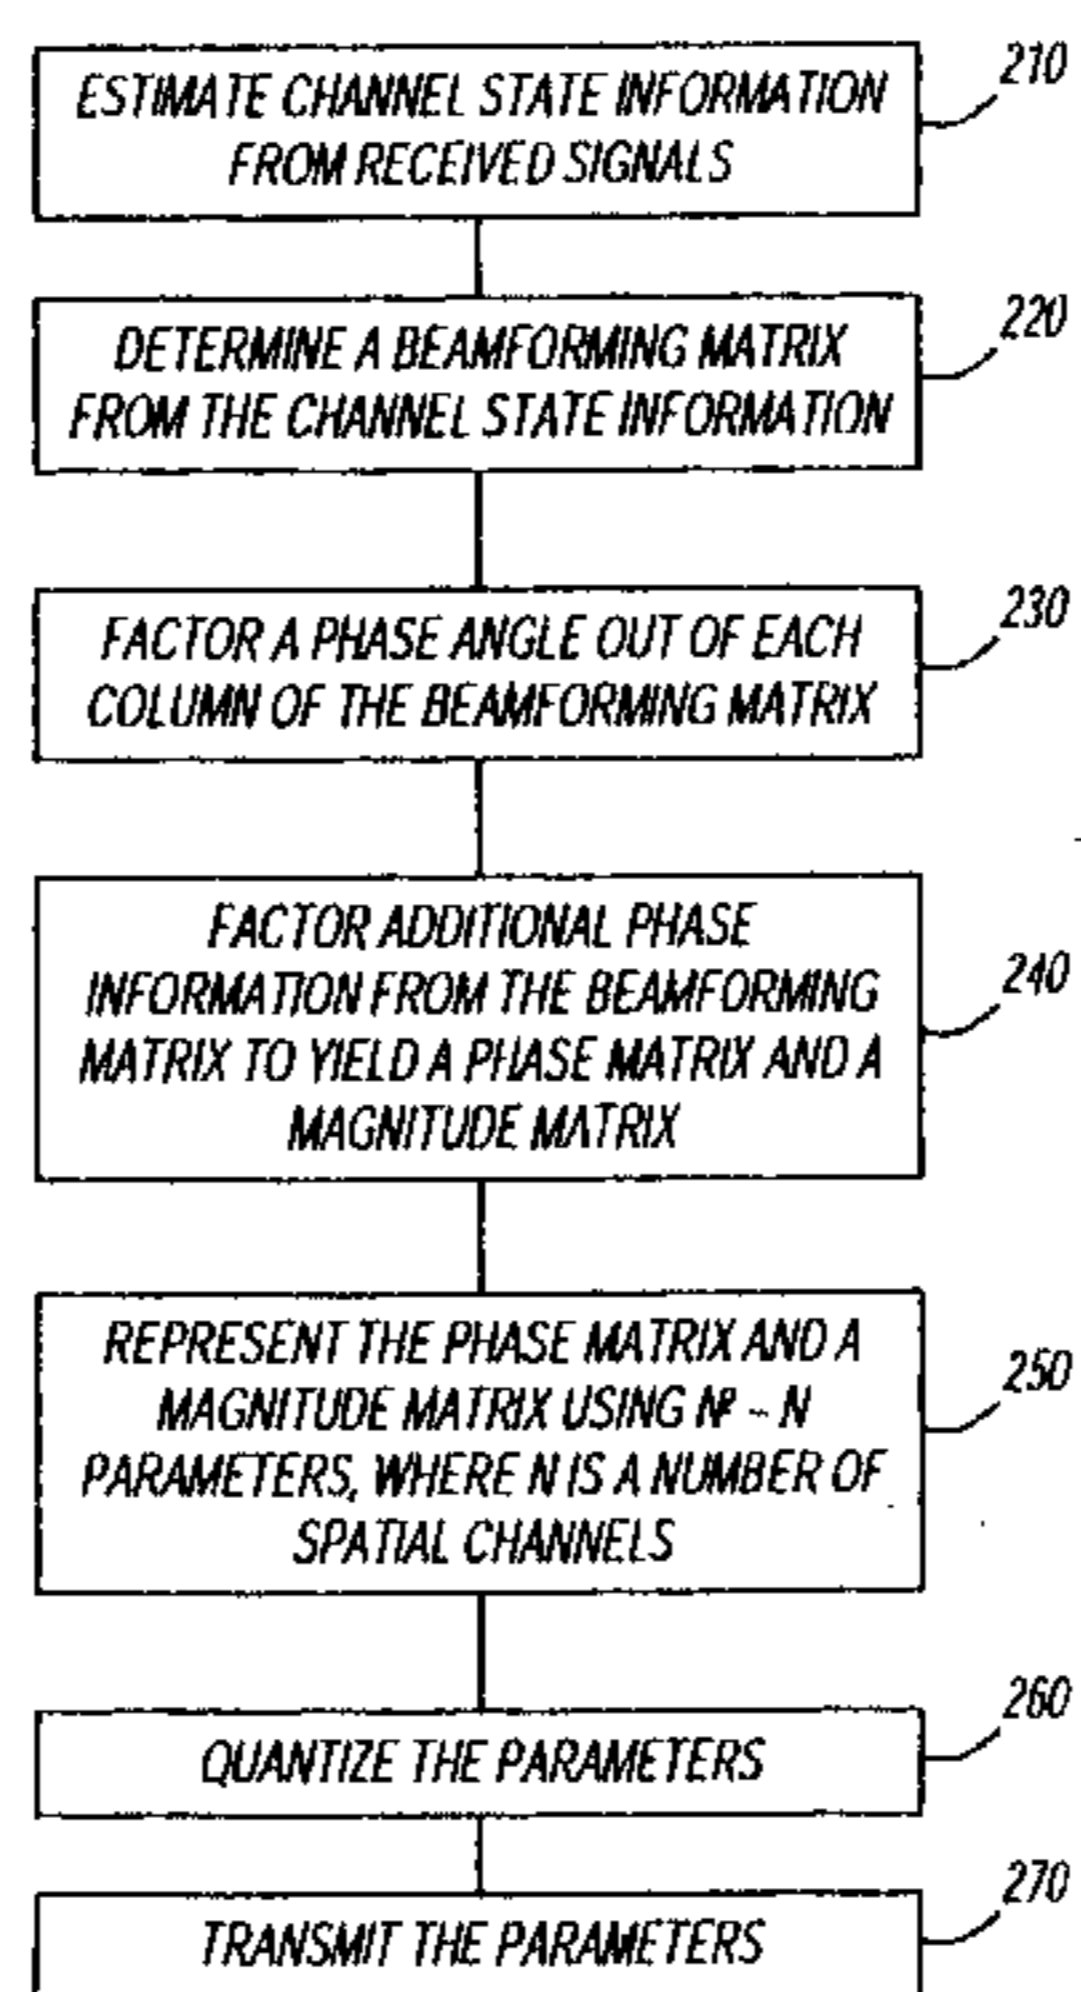 ESTIMATE CHANNEL STATE INFORMATION
FROM RECEIVED SIGNALS
210
DETERMINE A BEAMFORMING MATRIX
FROM THE CHANNEL STATE INFORMATION
220
FACTOR A PHASE ANGLE OUT OF EACH
COLUMN OF THE BEAMFORMING MATRIX
230
FACTOR ADDITIONAL PHASE
INFORMATION FROM THE BEAMFORMING
MATRIX TO YIELD A PHASE MATRIX AND A
MAGNITUDE MATRIX
240
REPRESENT THE PHASE MATRIX AND A
MAGNITUDE MATRIX USING N² - N
PARAMETERS, WHERE N IS A NUMBER OF
SPATIAL CHANNELS
250
QUANTIZE THE PARAMETERS
260
TRANSMIT THE PARAMETERS
270